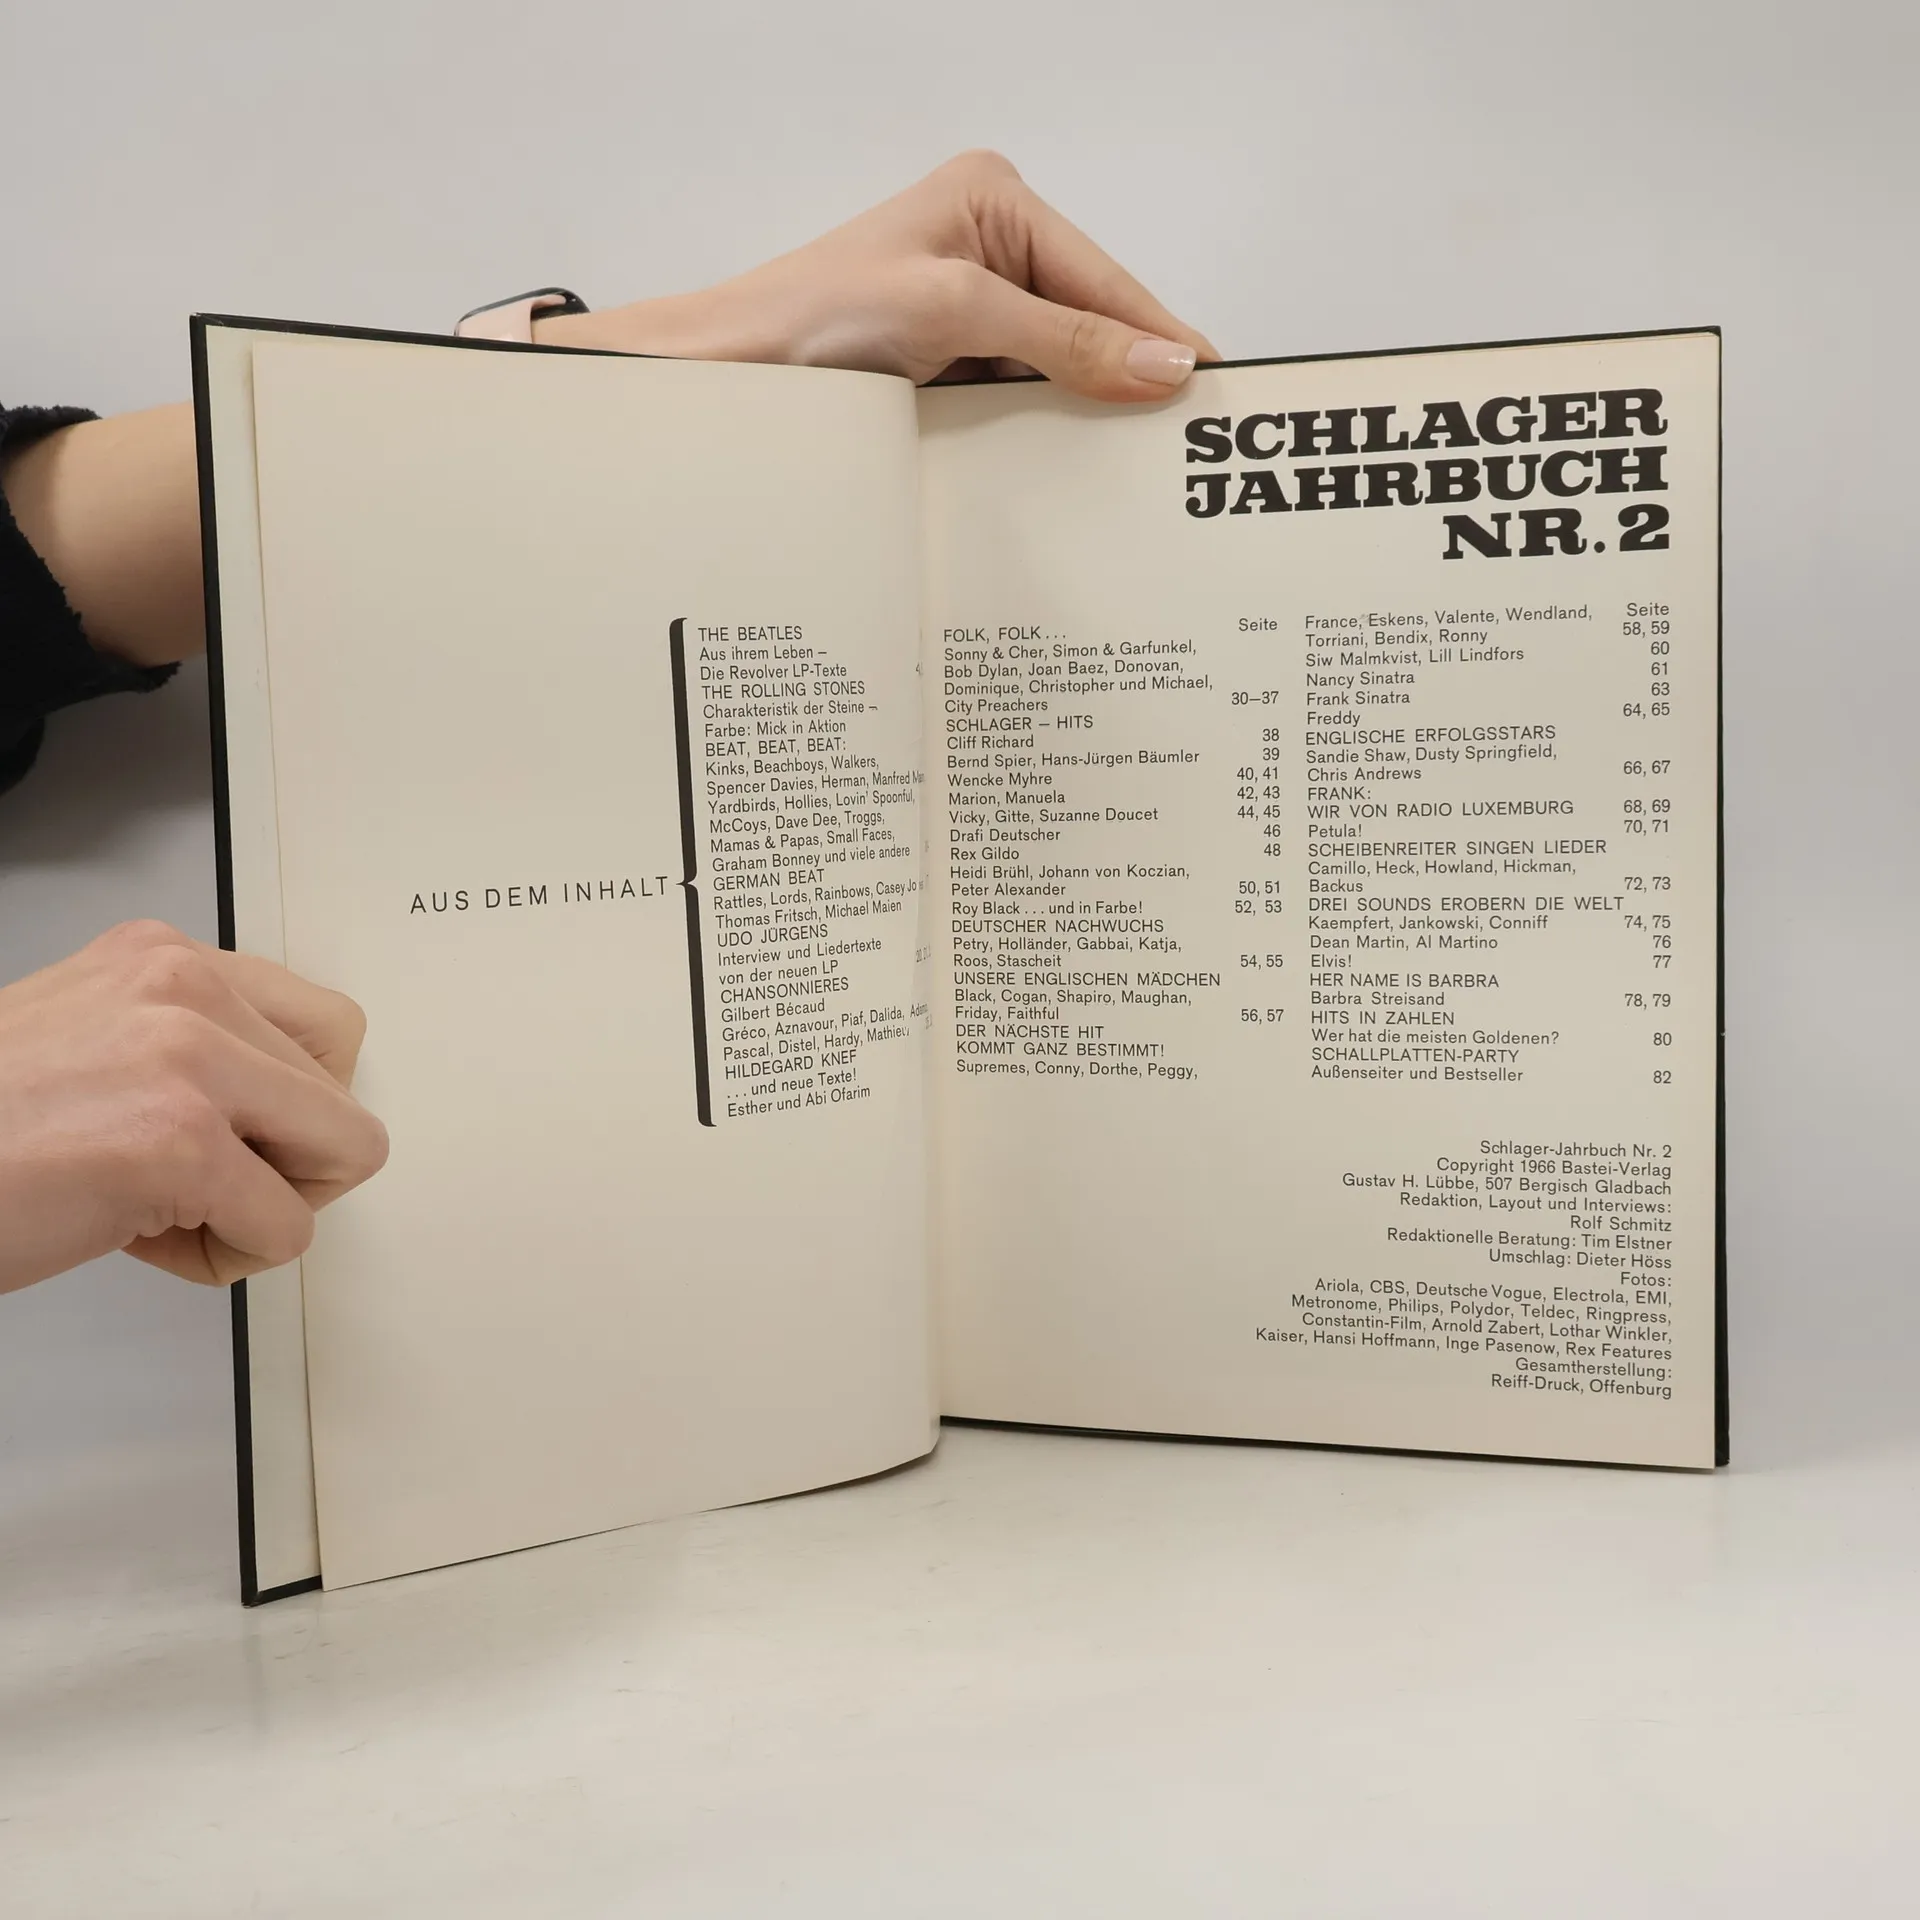 AUS DEM INHALT
THE BEATLES
Aus ihrem Leben –
Die Revolver LP-Texte
THE ROLLING STONES
Charakteristik der Steine –
Farbe: Mick in Aktion
BEAT, BEAT, BEAT:
Kinks, Beachboys, Walkers,
Spencer Davies, Herman, Manfred
Yardbirds, Hollies, Lovin' Spoonful,
McCoys, Dave Dee, Troggs,
Mamas & Papas, Small Faces,
Graham Bonney und viele andere
GERMAN BEAT
Rattles, Lords, Rainbows, Casey
Thomas Fritsch, Michael Maien
UDO JÜRGENS
Interview und Liedertexte
von der neuen LP
CHANSONNIERES
Gilbert Bécaud
Gréco, Aznavour, Piaf, Dalida,
Pascal, Distel, Hardy, Mathieu,
HILDEGARD KNEF
... und neue Texte!
Esther und Abi Ofarim
SCHLAGER
JAHRBUCH
NR. 2
Seite
FOLK, FOLK ...
Sonny & Cher, Simon & Garfunkel,
Bob Dylan, Joan Baez, Donovan,
Dominique, Christopher und Michael,
City Preachers 30–37
SCHLAGER – HITS
Cliff Richard 38
Bernd Spier, Hans-Jürgen Bäumler 39
Wencke Myhre 40, 41
Marion, Manuela 42, 43
Vicky, Gitte, Suzanne Doucet 44, 45
Drafi Deutscher 46
Rex Gildo 48
Heidi Brühl, Johann von Koczian,
Peter Alexander 50, 51
Roy Black ... und in Farbe! 52, 53
DEUTSCHER NACHWUCHS
Petry, Holländer, Gabbai, Katja,
Roos, Stascheit 54, 55
UNSERE ENGLISCHEN MÄDCHEN
Black, Cogan, Shapiro, Maughan,
Friday, Faithful 56, 57
DER NÄCHSTE HIT
KOMMT GANZ BESTIMMT!
Supremes, Conny, Dorthe, Peggy,
Seite
France, Eskens, Valente, Wendland,
Torriani, Bendix, Ronny 58, 59
Siw Malmkvist, Lill Lindfors 60
Nancy Sinatra 61
Frank Sinatra 63
Freddy 64, 65
ENGLISCHE ERFOLGSSTARS
Sandie Shaw, Dusty Springfield,
Chris Andrews 66, 67
FRANK:
WIR VON RADIO LUXEMBURG 68, 69
Petula! 70, 71
SCHEIBENREITER SINGEN LIEDER
Camillo, Heck, Howland, Hickman,
Backus 72, 73
DREI SOUNDS EROBERN DIE WELT
Kaempfert, Jankowski, Conniff 74, 75
Dean Martin, Al Martino 76
Elvis! 77
HER NAME IS BARBRA
Barbra Streisand 78, 79
HITS IN ZAHLEN
Wer hat die meisten Goldenen? 80
SCHALLPLATTEN-PARTY
Außenseiter und Bestseller 82
Schlager-Jahrbuch Nr. 2
Copyright 1966 Bastei-Verlag
Gustav H. Lübbe, 507 Bergisch Gladbach
Redaktion, Layout und Interviews:
Rolf Schmitz
Redaktionelle Beratung: Tim Elstner
Umschlag: Dieter Höss
Fotos:
Ariola, CBS, Deutsche Vogue, Electrola, EMI,
Metronome, Philips, Polydor, Teldec, Ringpress,
Constantin-Film, Arnold Zabert, Lothar Winkler,
Kaiser, Hansi Hoffmann, Inge Pasenow, Rex Features
Gesamtherstellung:
Reiff-Druck, Offenburg